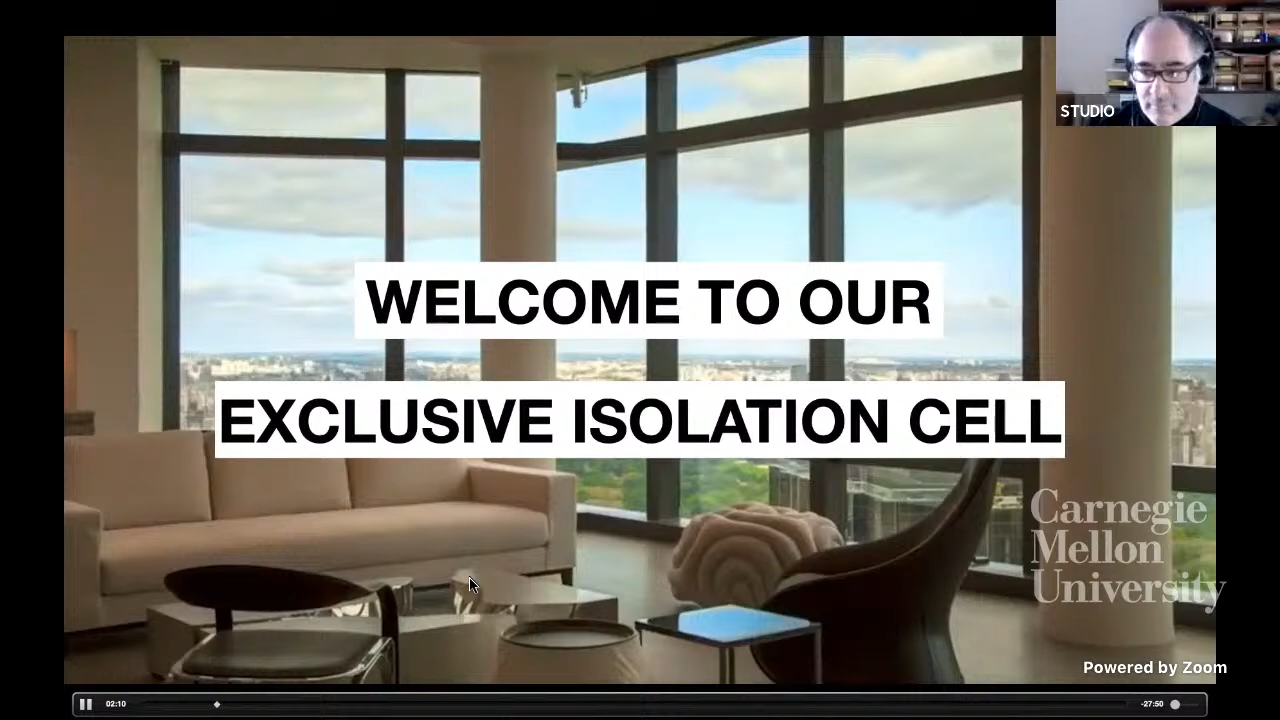 STUDIO
WELCOME TO OUR
EXCLUSIVE ISOLATION CELL
Carnegie
Mellon
University
Powered by Zoom
02:10
-27:50